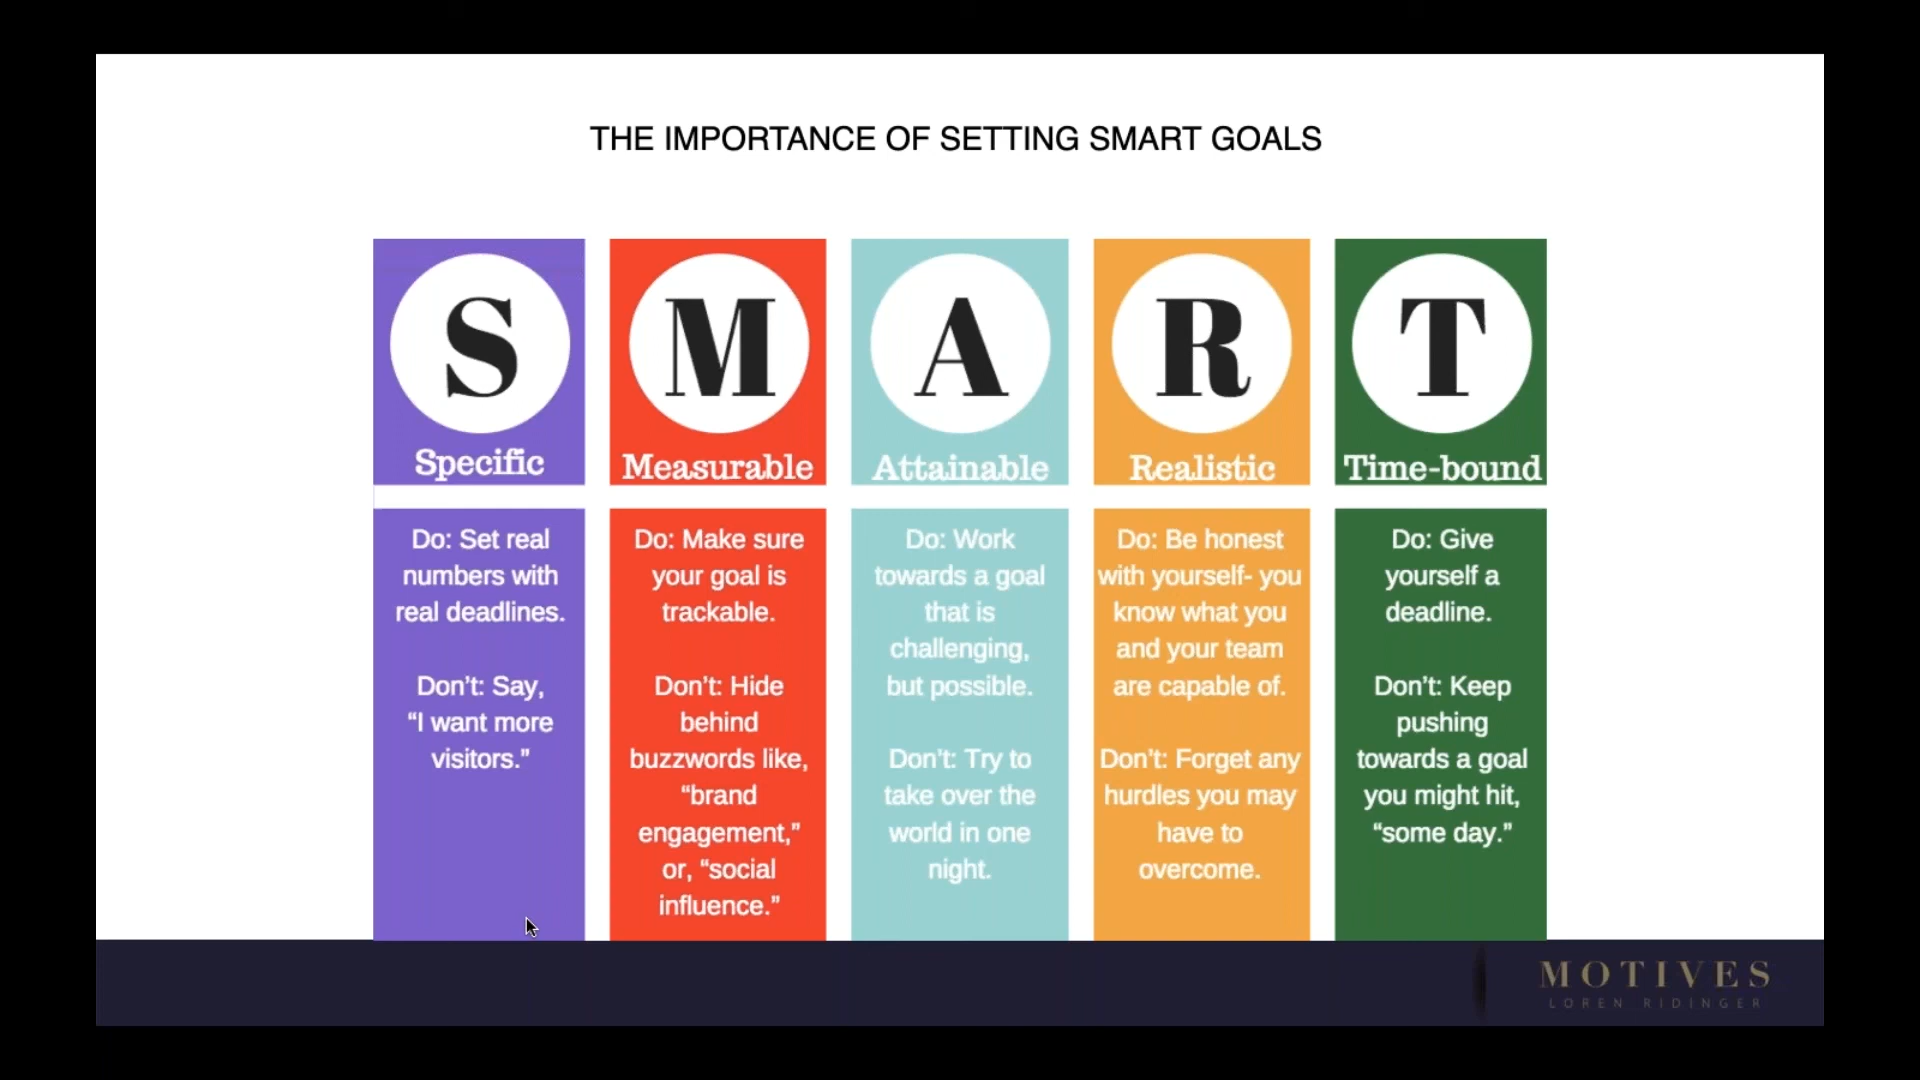 THE IMPORTANCE OF SETTING SMART GOALS
S
Specific
Do: Set real
numbers with
real deadlines.
Don’t: Say,
“I want more
visitors.”
M
Measurable
Do: Make sure
your goal is
trackable.
Don’t: Hide
behind
buzzwords like,
“brand
engagement,”
or, “social
influence.”
A
Attainable
Do: Work
towards a goal
that is
challenging,
but possible.
Don’t: Try to
take over the
world in one
night.
R
Realistic
Do: Be honest
with yourself- you
know what you
and your team
are capable of.
Don’t: Forget any
hurdles you may
have to
overcome.
T
Time-bound
Do: Give
yourself a
deadline.
Don’t: Keep
pushing
towards a goal
you might hit,
“some day.”
MOTIVES
LOREN RIDINGER